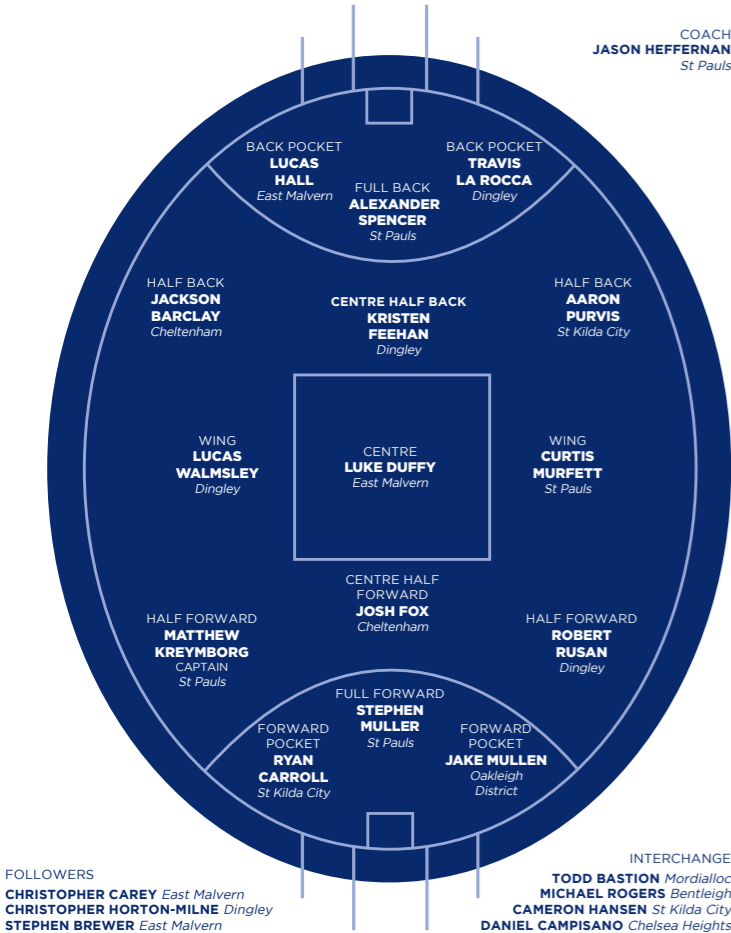 COACH
JASON HEFFERNAN
St Pauls
BACK POCKET
LUCAS
HALL
East Malvern
FULL BACK
ALEXANDER
SPENCER
St Pauls
BACK POCKET
TRAVIS
LA ROCCA
Dingley
HALF BACK
JACKSON
BARCLAY
Cheltenham
CENTRE HALF BACK
KRISTEN
FEEHAN
Dingley
HALF BACK
AARON
PURVIS
St Kilda City
WING
LUCAS
WALMSLEY
Dingley
CENTRE
LUKE DUFFY
East Malvern
WING
CURTIS
MURFETT
St Pauls
HALF FORWARD
MATTHEW
KREYMBORG
CAPTAIN
St Pauls
CENTRE HALF
FORWARD
JOSH FOX
Cheltenham
HALF FORWARD
ROBERT
RUSAN
Dingley
FORWARD
POCKET
RYAN
CARROLL
St Kilda City
FULL FORWARD
STEPHEN
MULLER
St Pauls
FORWARD
POCKET
JAKE MULLEN
Oakleigh
District
FOLLOWERS
CHRISTOPHER CAREY East Malvern
CHRISTOPHER HORTON-MILNE Dingley
STEPHEN BREWER East Malvern
INTERCHANGE
TODD BASTION Mordialloc
MICHAEL ROGERS Bentleigh
CAMERON HANSEN St Kilda City
DANIEL CAMPISANO Chelsea Heights